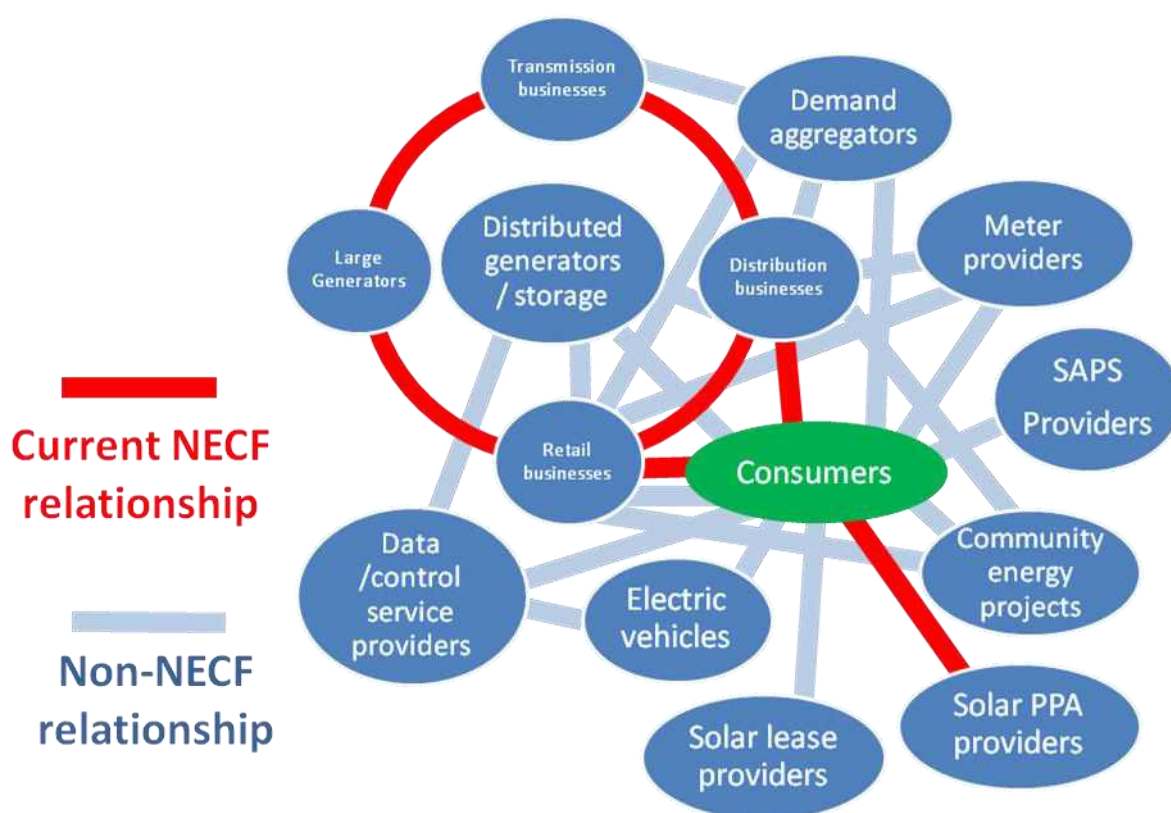 Transmission
businesses
Demand
aggregators
Large
Generators
Distributed
generators
/ storage
Distribution
businesses
Meter
providers
SAPS
Providers
Current NECF
relationship
Retail
businesses
Consumers
Data
/control
service
providers
Electric
vehicles
Community
energy
projects
Non-NECF
relationship
Solar lease
providers
Solar PPA
providers